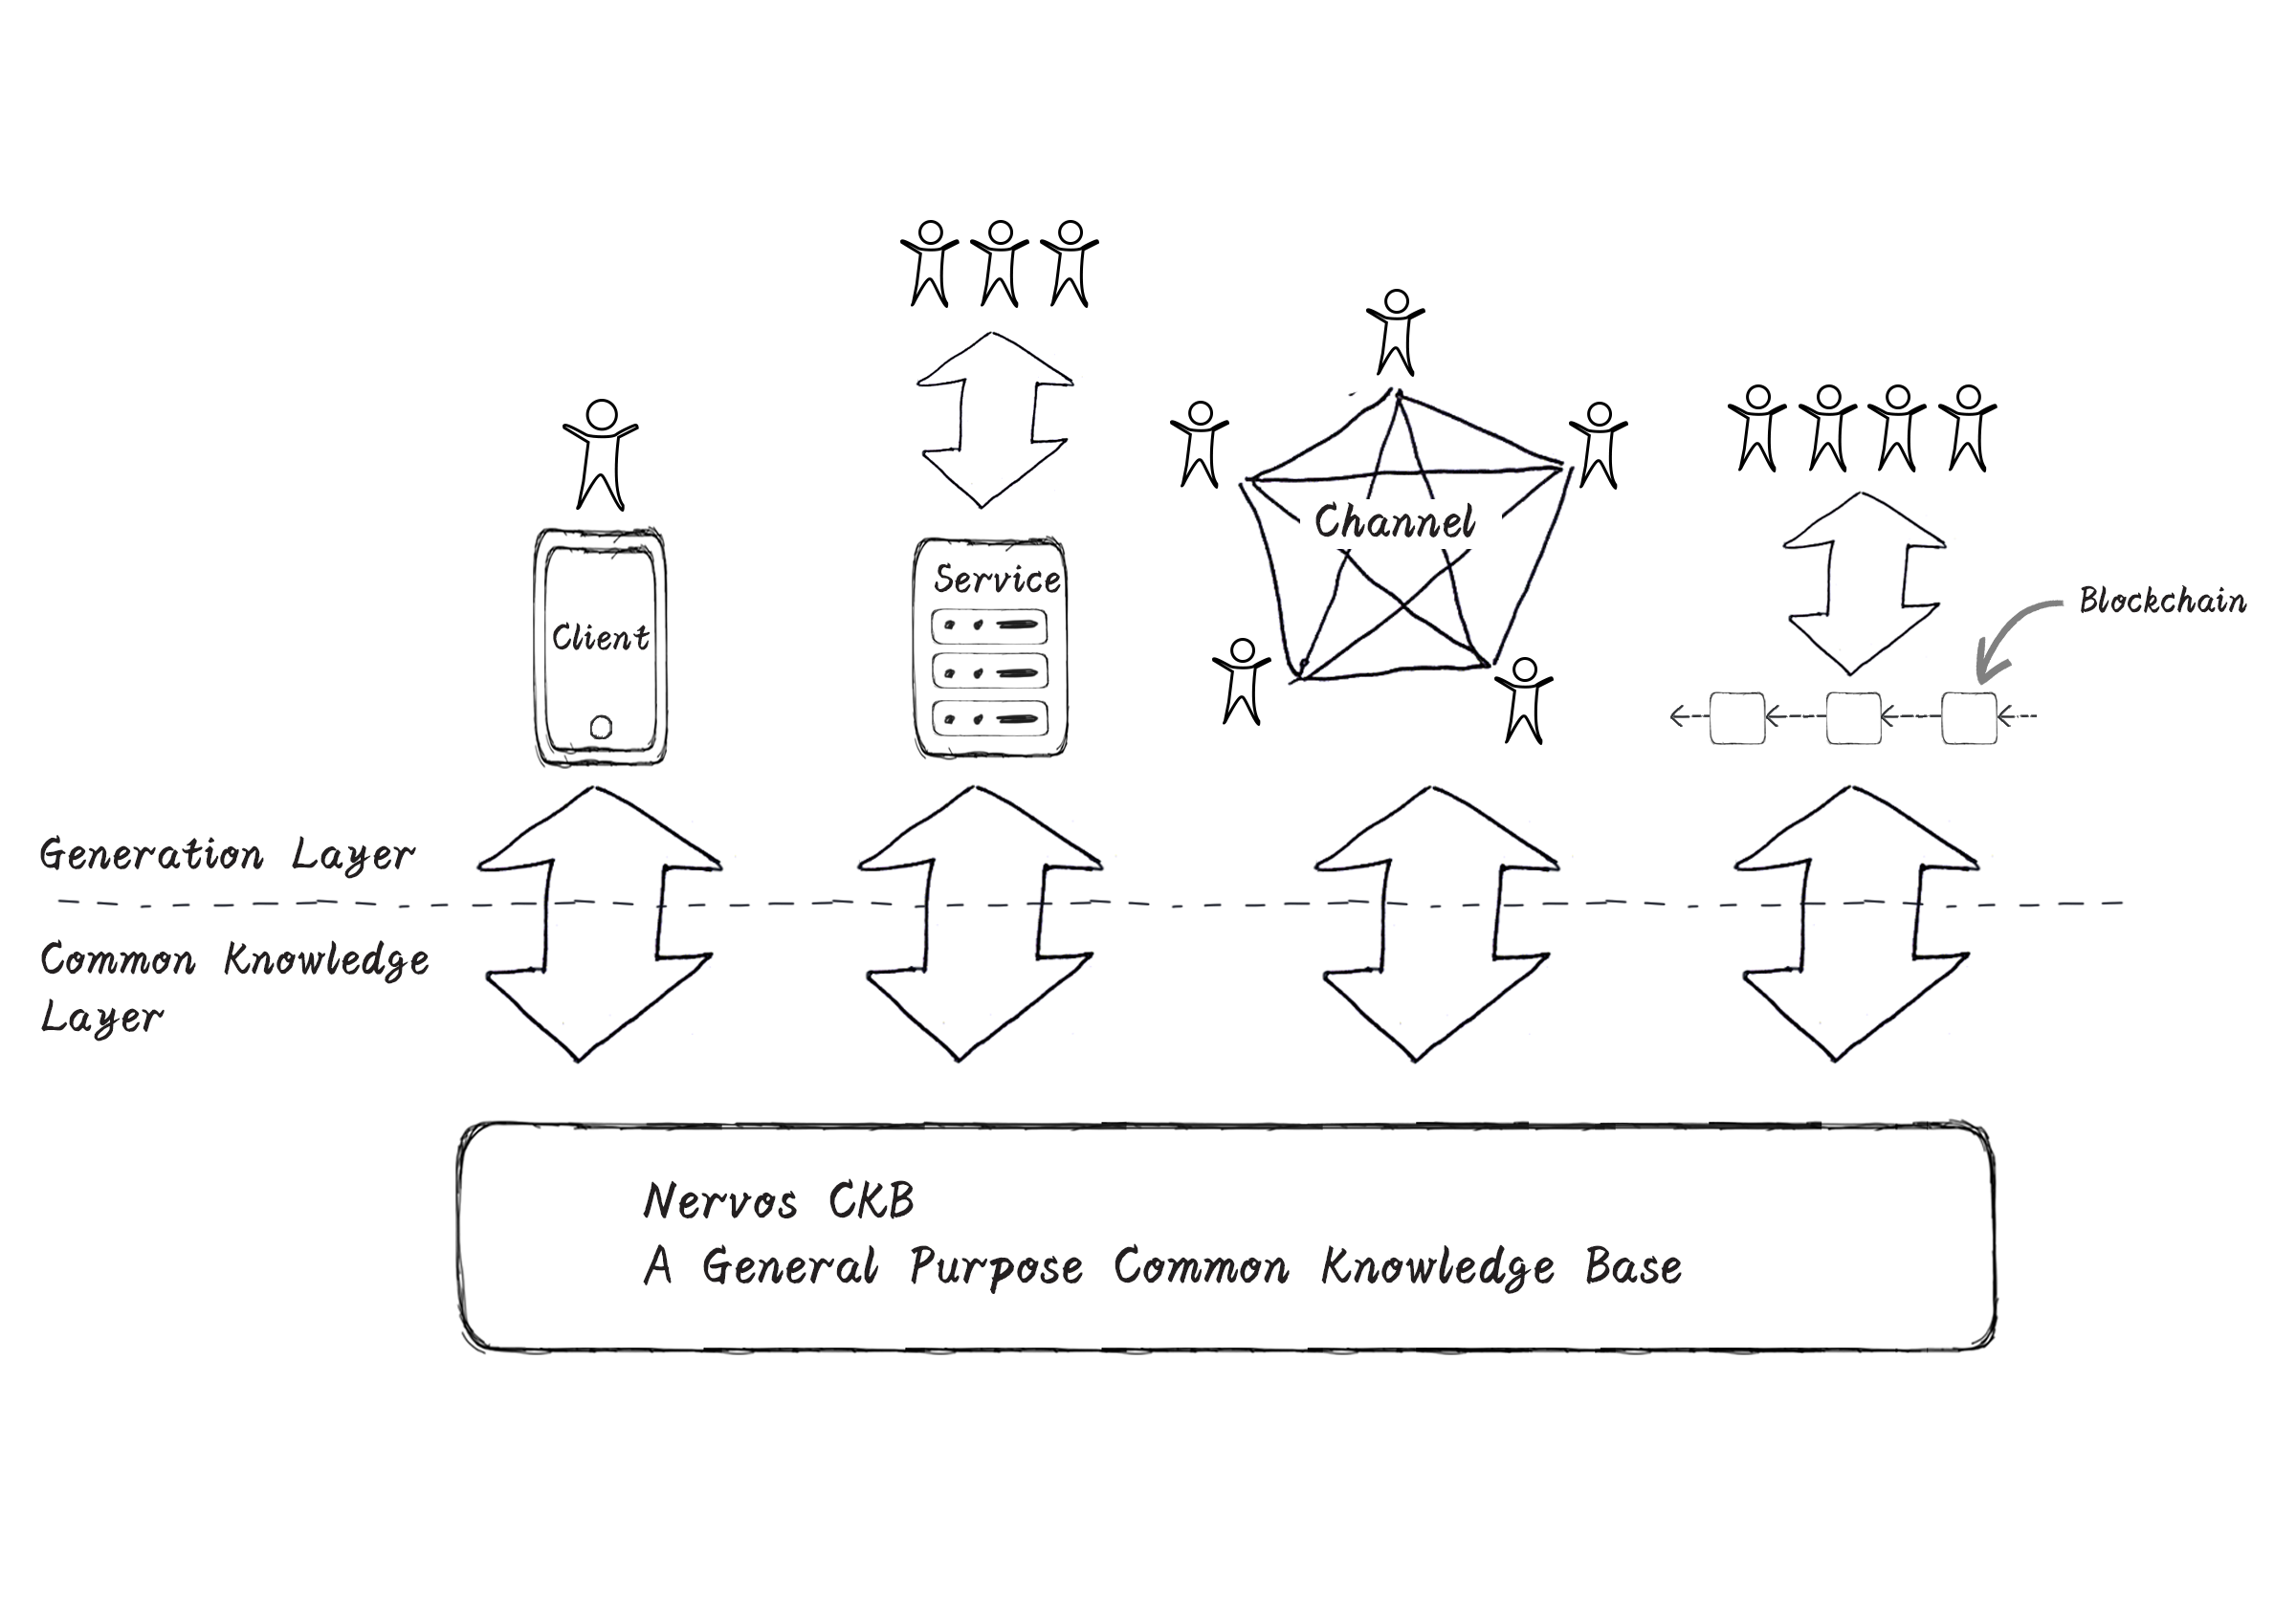 Channel
Service
Blockchain
Client
Generation Layer
Common Knowledge
Layer
Nervos CKB
A General Purpose Common Knowledge Base